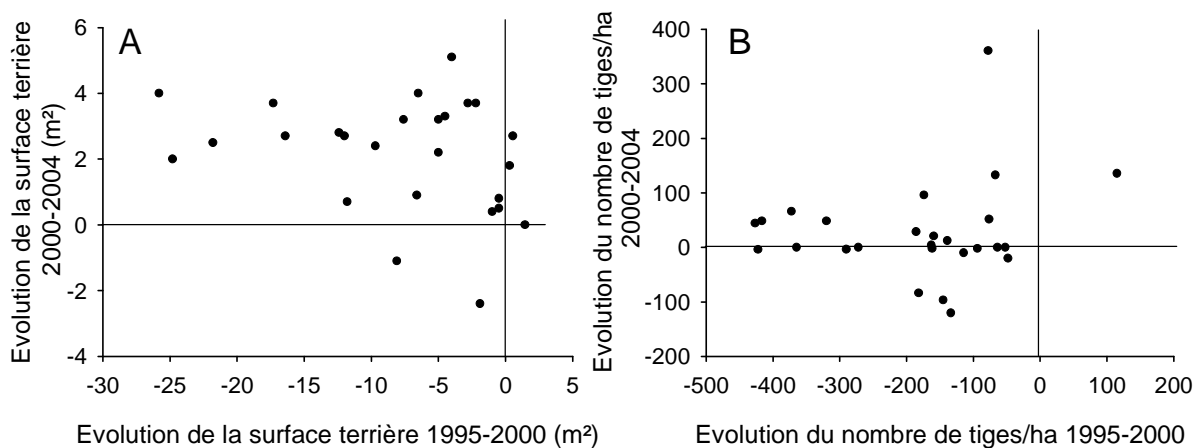 A
Evolution de la surface terrière
2000-2004 (m²)
6
4
2
0
-2
-4
-30 -25 -20 -15 -10 -5 0 5
Evolution de la surface terrière 1995-2000 (m²)
B
Evolution du nombre de tiges/ha
2000-2004
400
300
200
100
0
-100
-200
-500 -400 -300 -200 -100 0 100 200
Evolution du nombre de tiges/ha 1995-2000